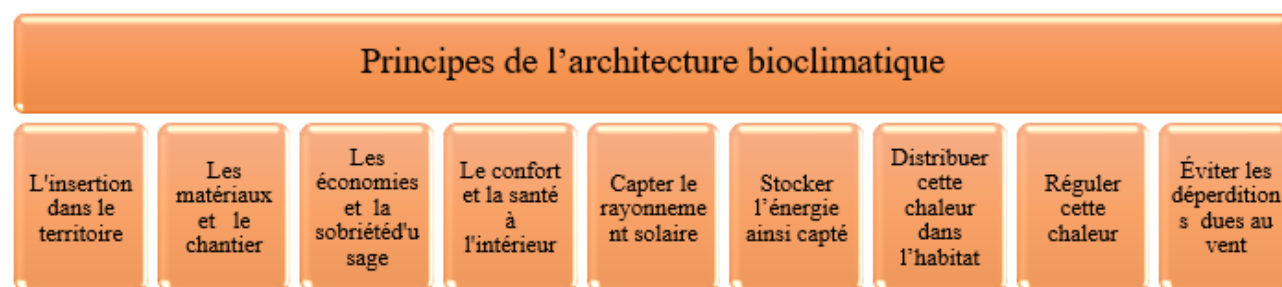 Principes de l’architecture bioclimatique
L'insertion
dans le
territoire
Les
matériaux
et le
chantier
Les
économies
et la
sobriétéd'u
sage
Le confort
et la santé
à
l'intérieur
Capter le
rayonneme
nt solaire
Stocker
l’énergie
ainsi capté
Distribuer
cette
chaleur
dans
l’habitat
Réguler
cette
chaleur
Éviter les
déperdition
s dues au
vent